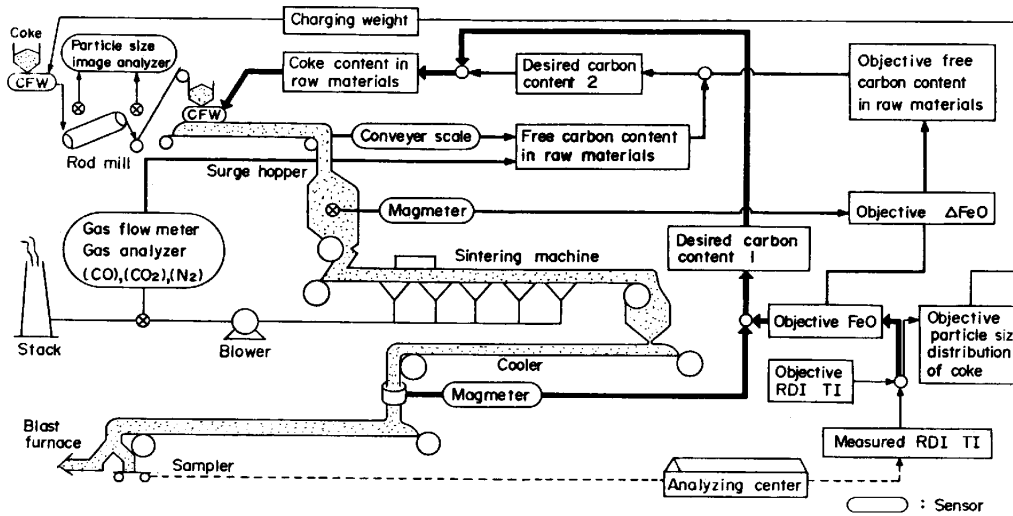 Charging weight
Coke
CFW
Particle size
image analyzer
CFW
Rod mill
Coke content in
raw materials
Desired carbon
content 2
Objective free
carbon content
in raw materials
Conveyer scale
Free carbon content
in raw materials
Surge hopper
Magmeter
Objective ΔFeO
Gas flow meter
Gas analyzer
(CO),(CO2),(N2)
Desired carbon
content 1
Sintering machine
Stack
Blower
Objective FeO
Objective
particle siz
distribution
of coke
Cooler
Objective
RDI TI
Magmeter
Blast
furnace
Measured RDI TI
Sampler
Analyzing center
: Sensor